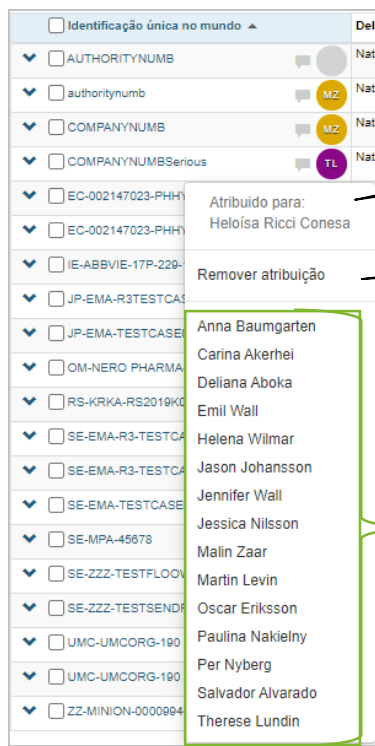 Identificação única no mundo
Del
AUTHORITYNUMB
Nat
authoritynumb
MZ
Nat
COMPANYNUMB
MZ
Nat
COMPANYNUMBSerious
TL
Nat
EC-002147023-PHHY
EC-002147023-PHHY
IE-ABBVIE-17P-229-
JP-EMA-R3TESTCAS
JP-EMA-TESTCASE
OM-NERO PHARMA
RS-KRKA-RS2019K
SE-EMA-R3-TESTCA
SE-EMA-R3-TESTCA
SE-EMA-TESTCASE
SE-MPA-45678
SE-ZZZ-TESTFLOO
SE-ZZZ-TESTSENDR
UMC-UMCORG-190
UMC-UMCORG-190
ZZ-MINION-0000994
Atribuido para:
Heloísa Ricci Conesa
Remover atribuição
Anna Baumgarten
Carina Akerhei
Deliana Aboka
Emil Wall
Helena Wilmar
Jason Johansson
Jennifer Wall
Jessica Nilsson
Malin Zaar
Martin Levin
Oscar Eriksson
Paulina Nakielny
Per Nyberg
Salvador Alvarado
Therese Lundin